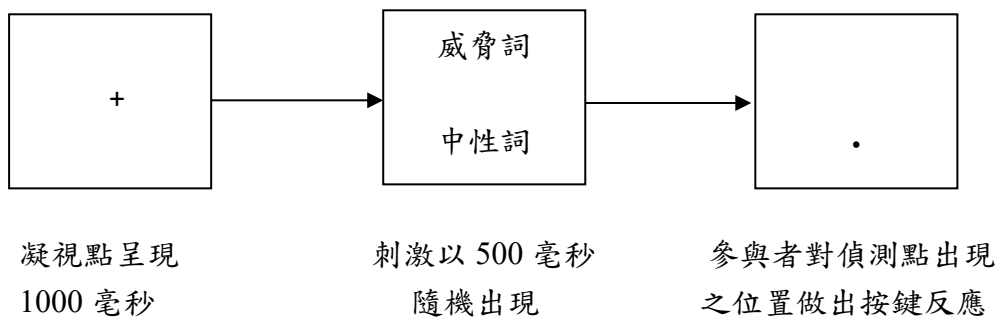 +
威脅詞
中性詞
.
凝視點呈現
1000 毫秒
刺激以 500 毫秒
隨機出現
參與者對偵測點出現
之位置做出按鍵反應